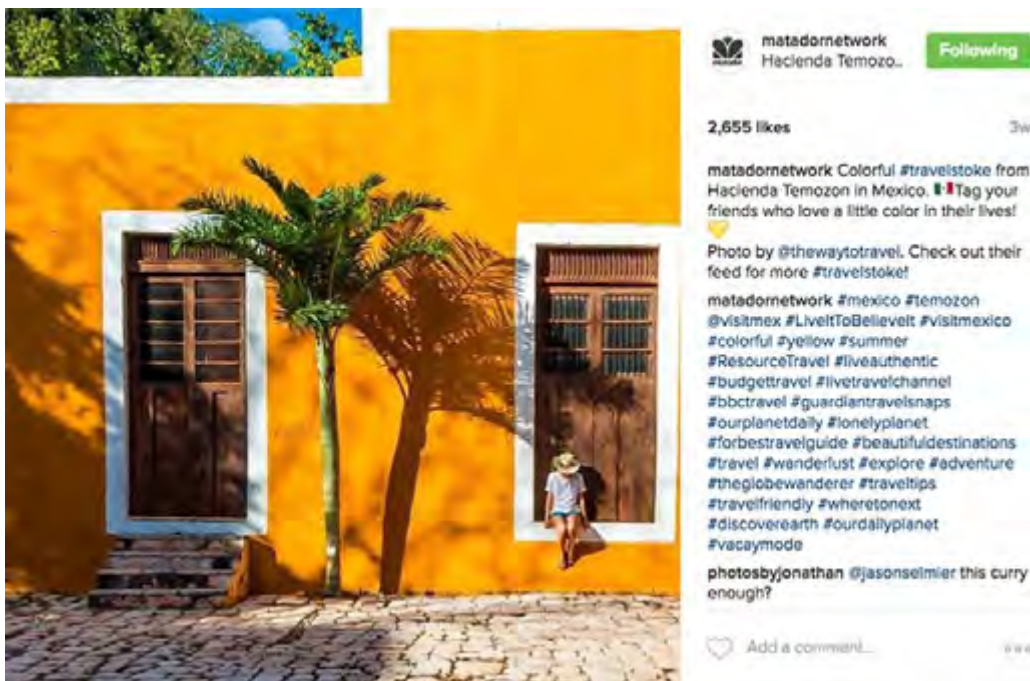 matadornetwork
Hacienda Temozo..
Following
2,655 likes
3w
matadornetwork Colorful #travelstoke from
Hacienda Temozon in Mexico. 🇲🇽Tag your
friends who love a little color in their lives!
💛
Photo by @thewaytotravel. Check out their
feed for more #travelstoke!
matadornetwork #mexico #temozon
@visitmex #LiveItToBelieveIt #visitmexico
#colorful #yellow #summer
#ResourceTravel #liveauthentic
#budgettravel #livetravelchannel
#bbctravel #guardiantravelsnaps
#ourplanetdaily #lonelyplanet
#forbestravelguide #beautifuldestinations
#travel #wanderlust #explore #adventure
#theglobewanderer #traveltips
#travelfriendly #wheretonext
#discoverearth #ourdailyplanet
#vacaymode
photosbyjonathan @jasonselmier this curry
enough?
Add a comment...